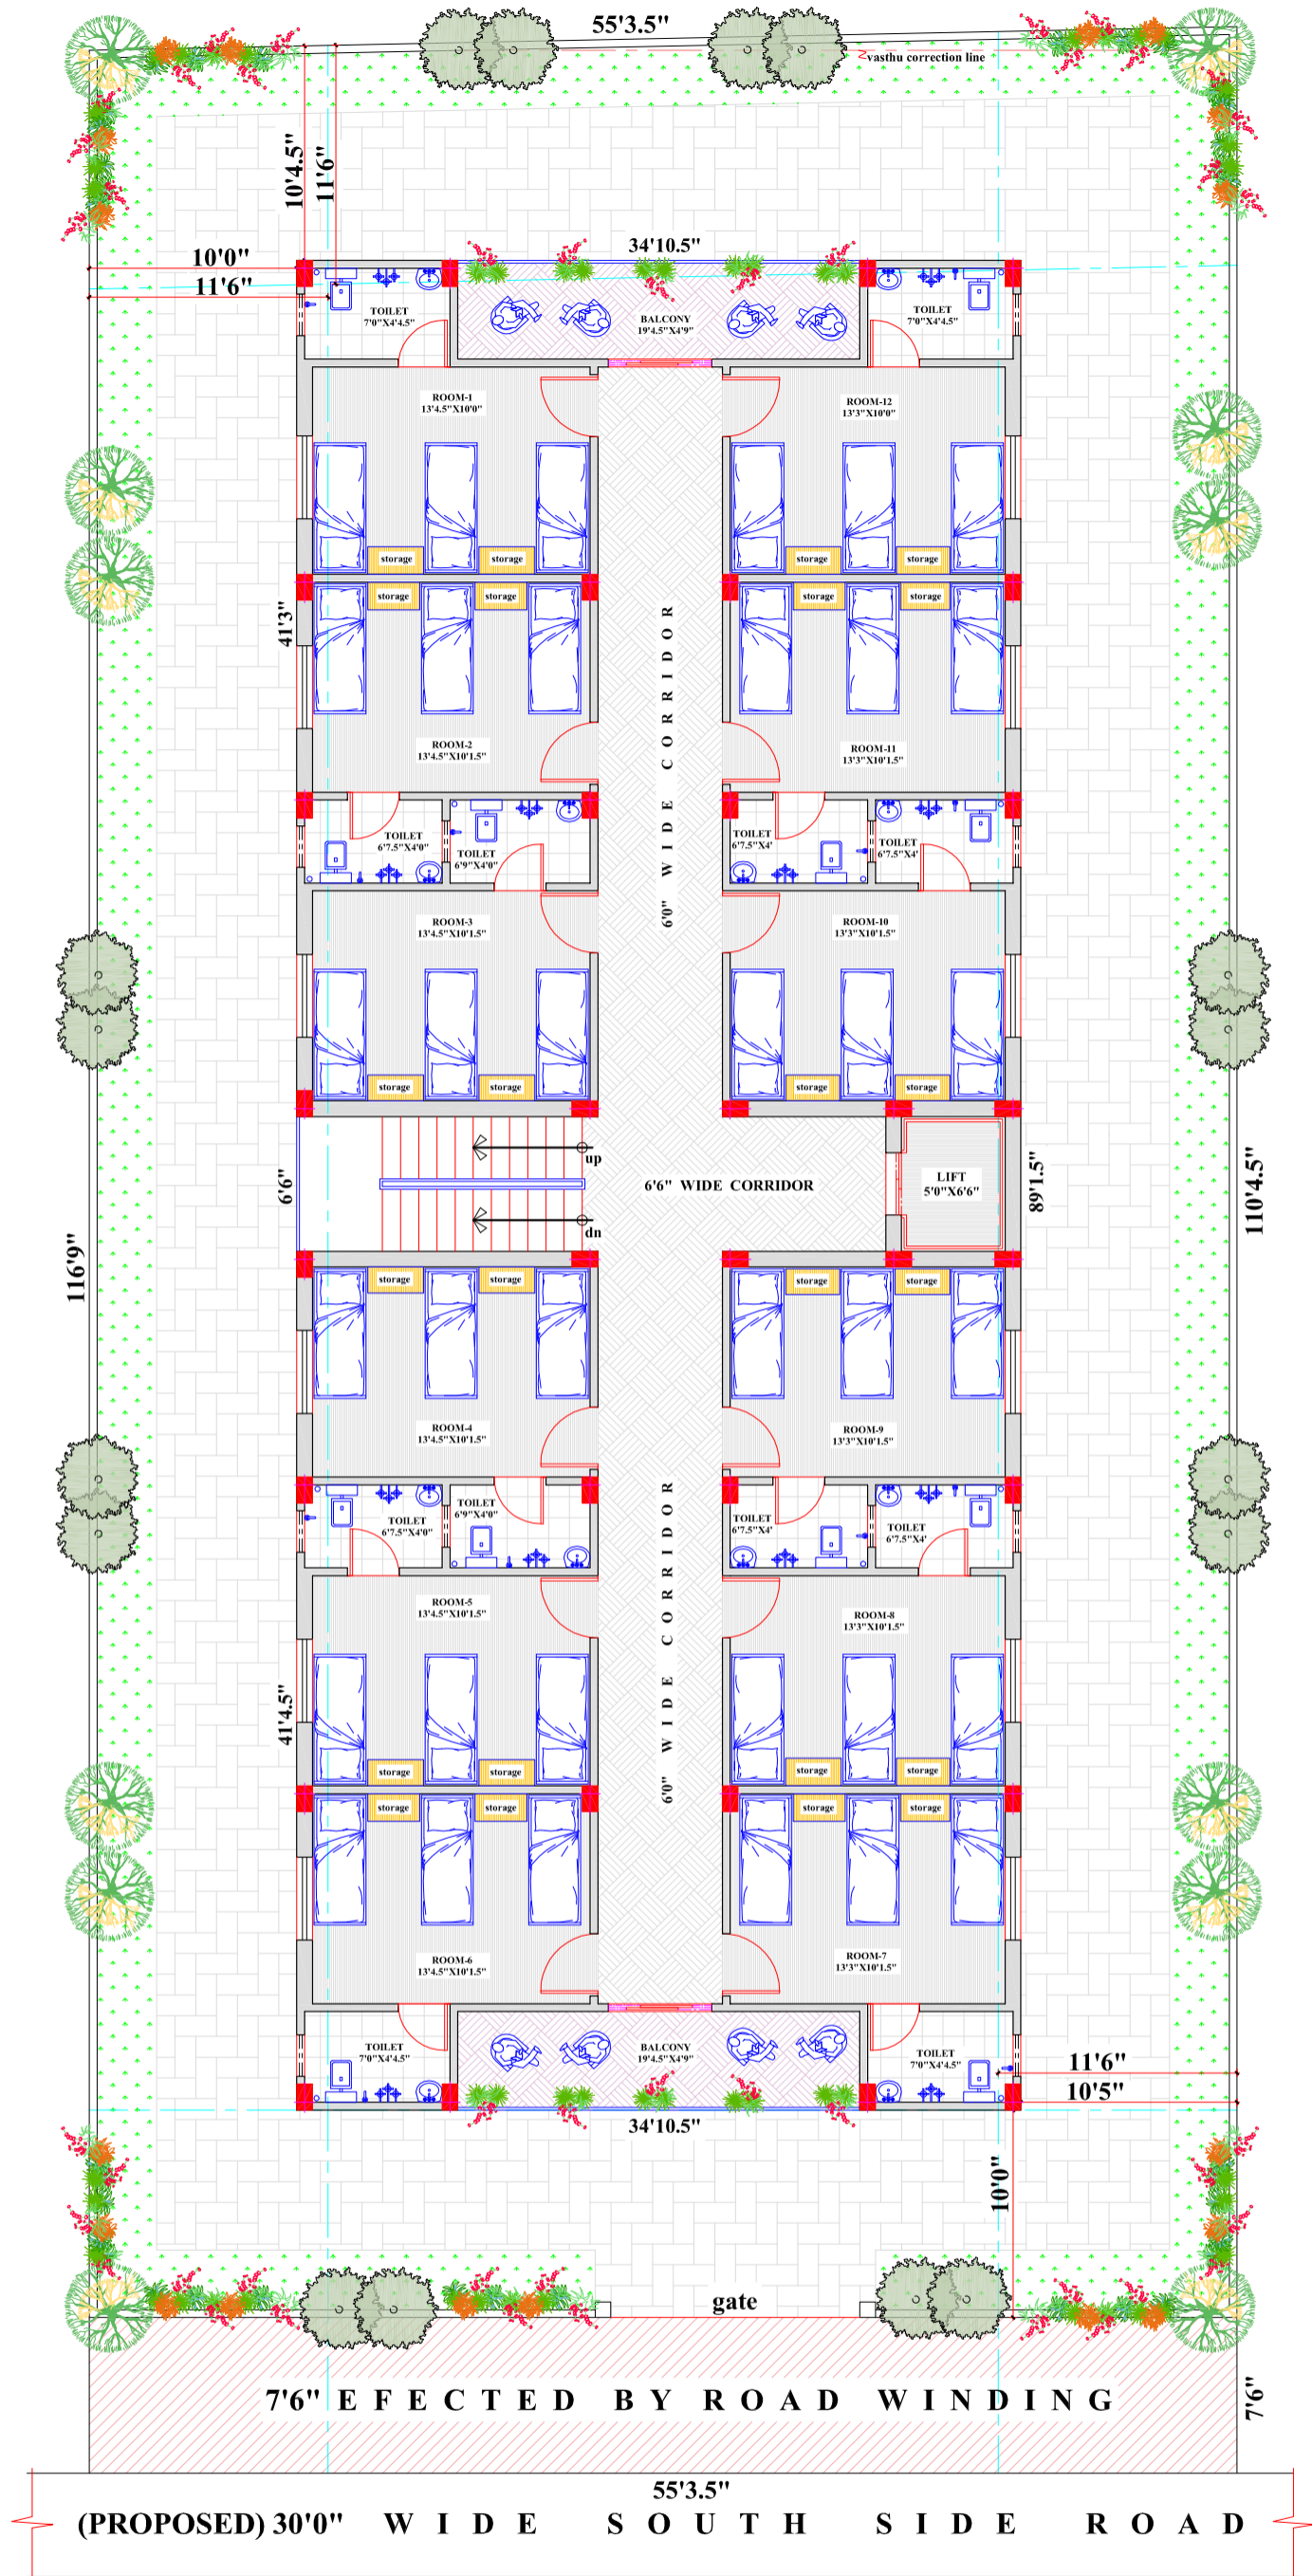 55'3.5"
vasthu correction line
10'4.5"
11'6"
10'0"
11'6"
34'10.5"
TOILET
7'0"X4'4.5"
BALCONY
19'4.5"X4'9"
TOILET
7'0"X4'4.5"
ROOM-1
13'4.5"X10'0"
ROOM-12
13'3"X10'0"
storage
storage
storage
storage
storage
storage
storage
storage
41'3"
6'0" WIDE CORRIDOR
ROOM-2
13'4.5"X10'1.5"
ROOM-11
13'3"X10'1.5"
TOILET
6'7.5"X4'0"
TOILET
6'9"X4'0"
TOILET
6'7.5"X4'
TOILET
6'7.5"X4'
ROOM-3
13'4.5"X10'1.5"
ROOM-10
13'3"X10'1.5"
storage
storage
storage
storage
up
6'6"
6'6" WIDE CORRIDOR
LIFT
5'0"X6'6"
89'1.5"
110'4.5"
dn
116'9"
storage
storage
storage
storage
ROOM-4
13'4.5"X10'1.5"
ROOM-9
13'3"X10'1.5"
TOILET
6'7.5"X4'0"
TOILET
6'9"X4'0"
TOILET
6'7.5"X4'
TOILET
6'7.5"X4'
6'0" WIDE CORRIDOR
ROOM-5
13'4.5"X10'1.5"
ROOM-8
13'3"X10'1.5"
41'4.5"
storage
storage
storage
storage
storage
storage
storage
storage
ROOM-6
13'4.5"X10'1.5"
ROOM-7
13'3"X10'1.5"
TOILET
7'0"X4'4.5"
BALCONY
19'4.5"X4'9"
TOILET
7'0"X4'4.5"
11'6"
10'5"
34'10.5"
10'0"
gate
7'6" EFECTED BY ROAD WINDING
7'6"
55'3.5"
(PROPOSED) 30'0" WIDE SOUTH SIDE ROAD